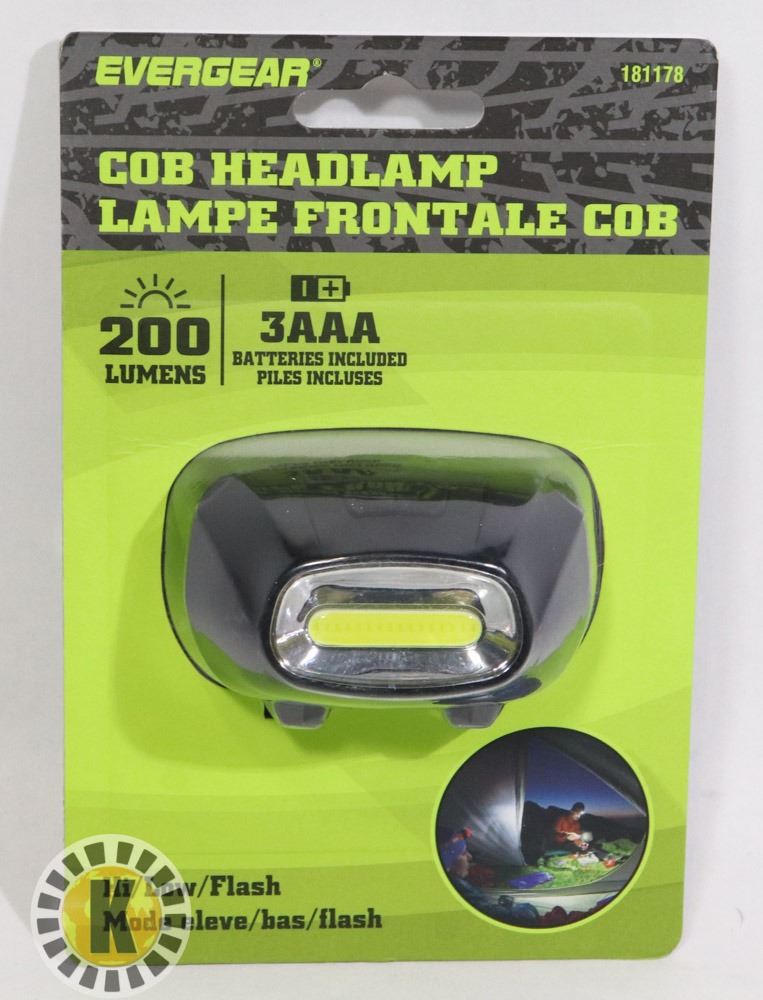 EVERGEAR®
181178
COB HEADLAMP
LAMPE FRONTALE COB
200
LUMENS
3AAA
BATTERIES INCLUDED
PILES INCLUSES
Hi/Low/Flash
Mode eleve/bas/flash
K